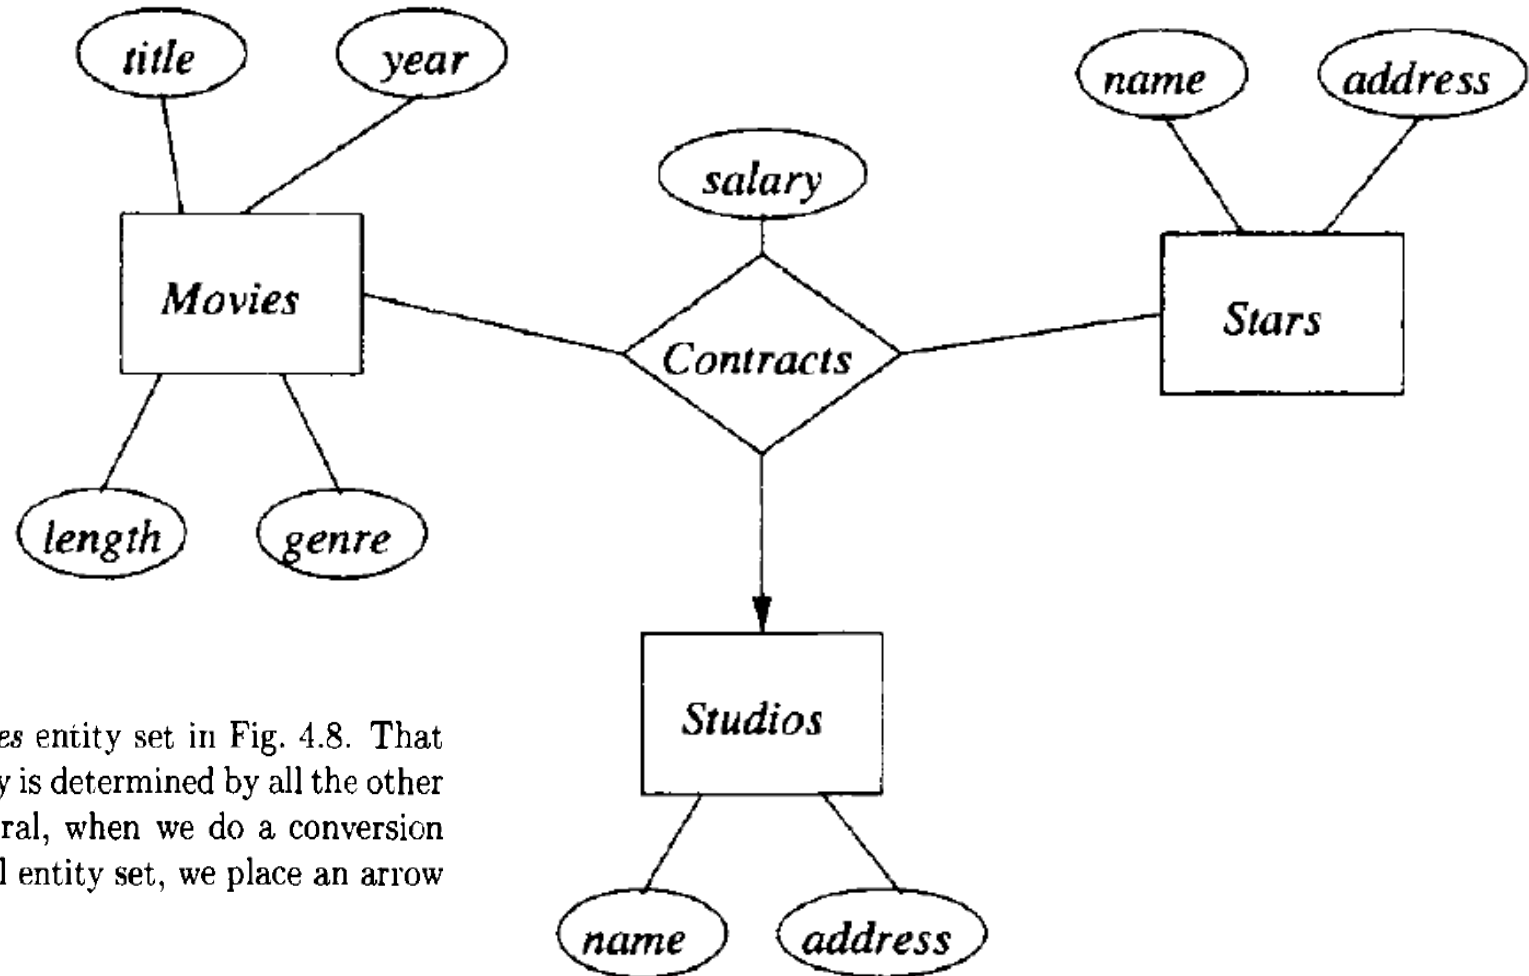 title
year
name
address
salary
Movies
Contracts
Stars
length
genre
Studios
es entity set in Fig. 4.8. That
y is determined by all the other
ral, when we do a conversion
l entity set, we place an arrow
name
address